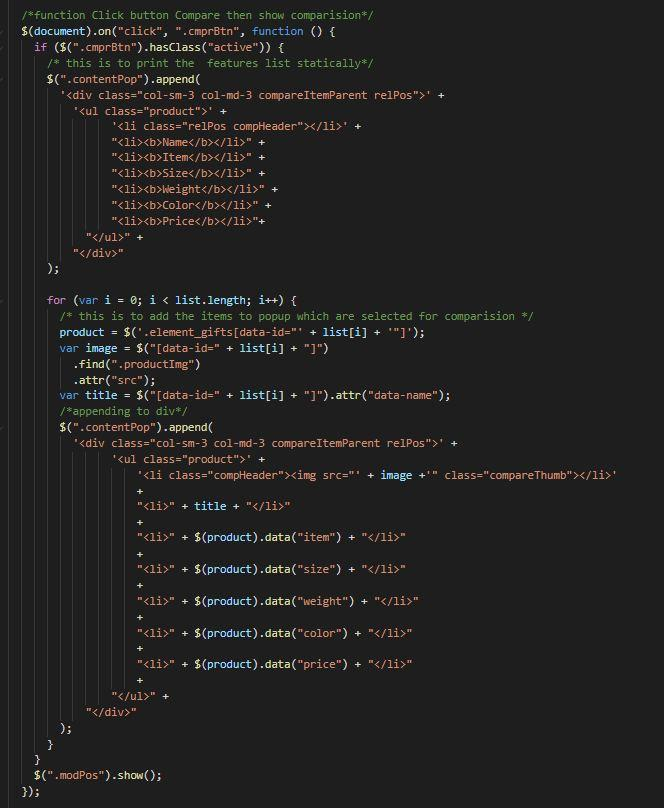 /*function Click button Compare then show comparision*/
$(document).on("click", ".cmprBtn", function () {
if ($(".cmprBtn").hasClass("active")) {
/* this is to print the  features list statically*/
$(".contentPop").append(
'<div class="col-sm-3 col-md-3 compareItemParent relPos">' +
'<ul class="product">' +
'<li class="relPos compHeader"></li>' +
"<li><b>Name</b></li>" +
"<li><b>Item</b></li>" +
"<li><b>Size</b></li>" +
"<li><b>Weight</b></li>" +
"<li><b>Color</b></li>" +
"<li><b>Price</b></li>"+
"</ul>" +
"</div>"
);
for (var i = 0; i < list.length; i++) {
/* this is to add the items to popup which are selected for comparision */
product = $('.element_gifts[data-id="' + list[i] + '"]');
var image = $("[data-id=" + list[i] + "]")
.find(".productImg")
.attr("src");
var title = $("[data-id=" + list[i] + "]").attr("data-name");
/*appending to div*/
$(".contentPop").append(
'<div class="col-sm-3 col-md-3 compareItemParent relPos">' +
'<ul class="product">' +
'<li class="compHeader"><img src="' + image +'" class="compareThumb"></li>'
+
"<li>" + title + "</li>"
+
"<li>" + $(product).data("item") + "</li>"
+
"<li>" + $(product).data("size") + "</li>"
+
"<li>" + $(product).data("weight") + "</li>"
+
"<li>" + $(product).data("color") + "</li>"
+
"<li>" + $(product).data("price") + "</li>"
+
"</ul>" +
"</div>"
);
}
}
$(".modPos").show();
});